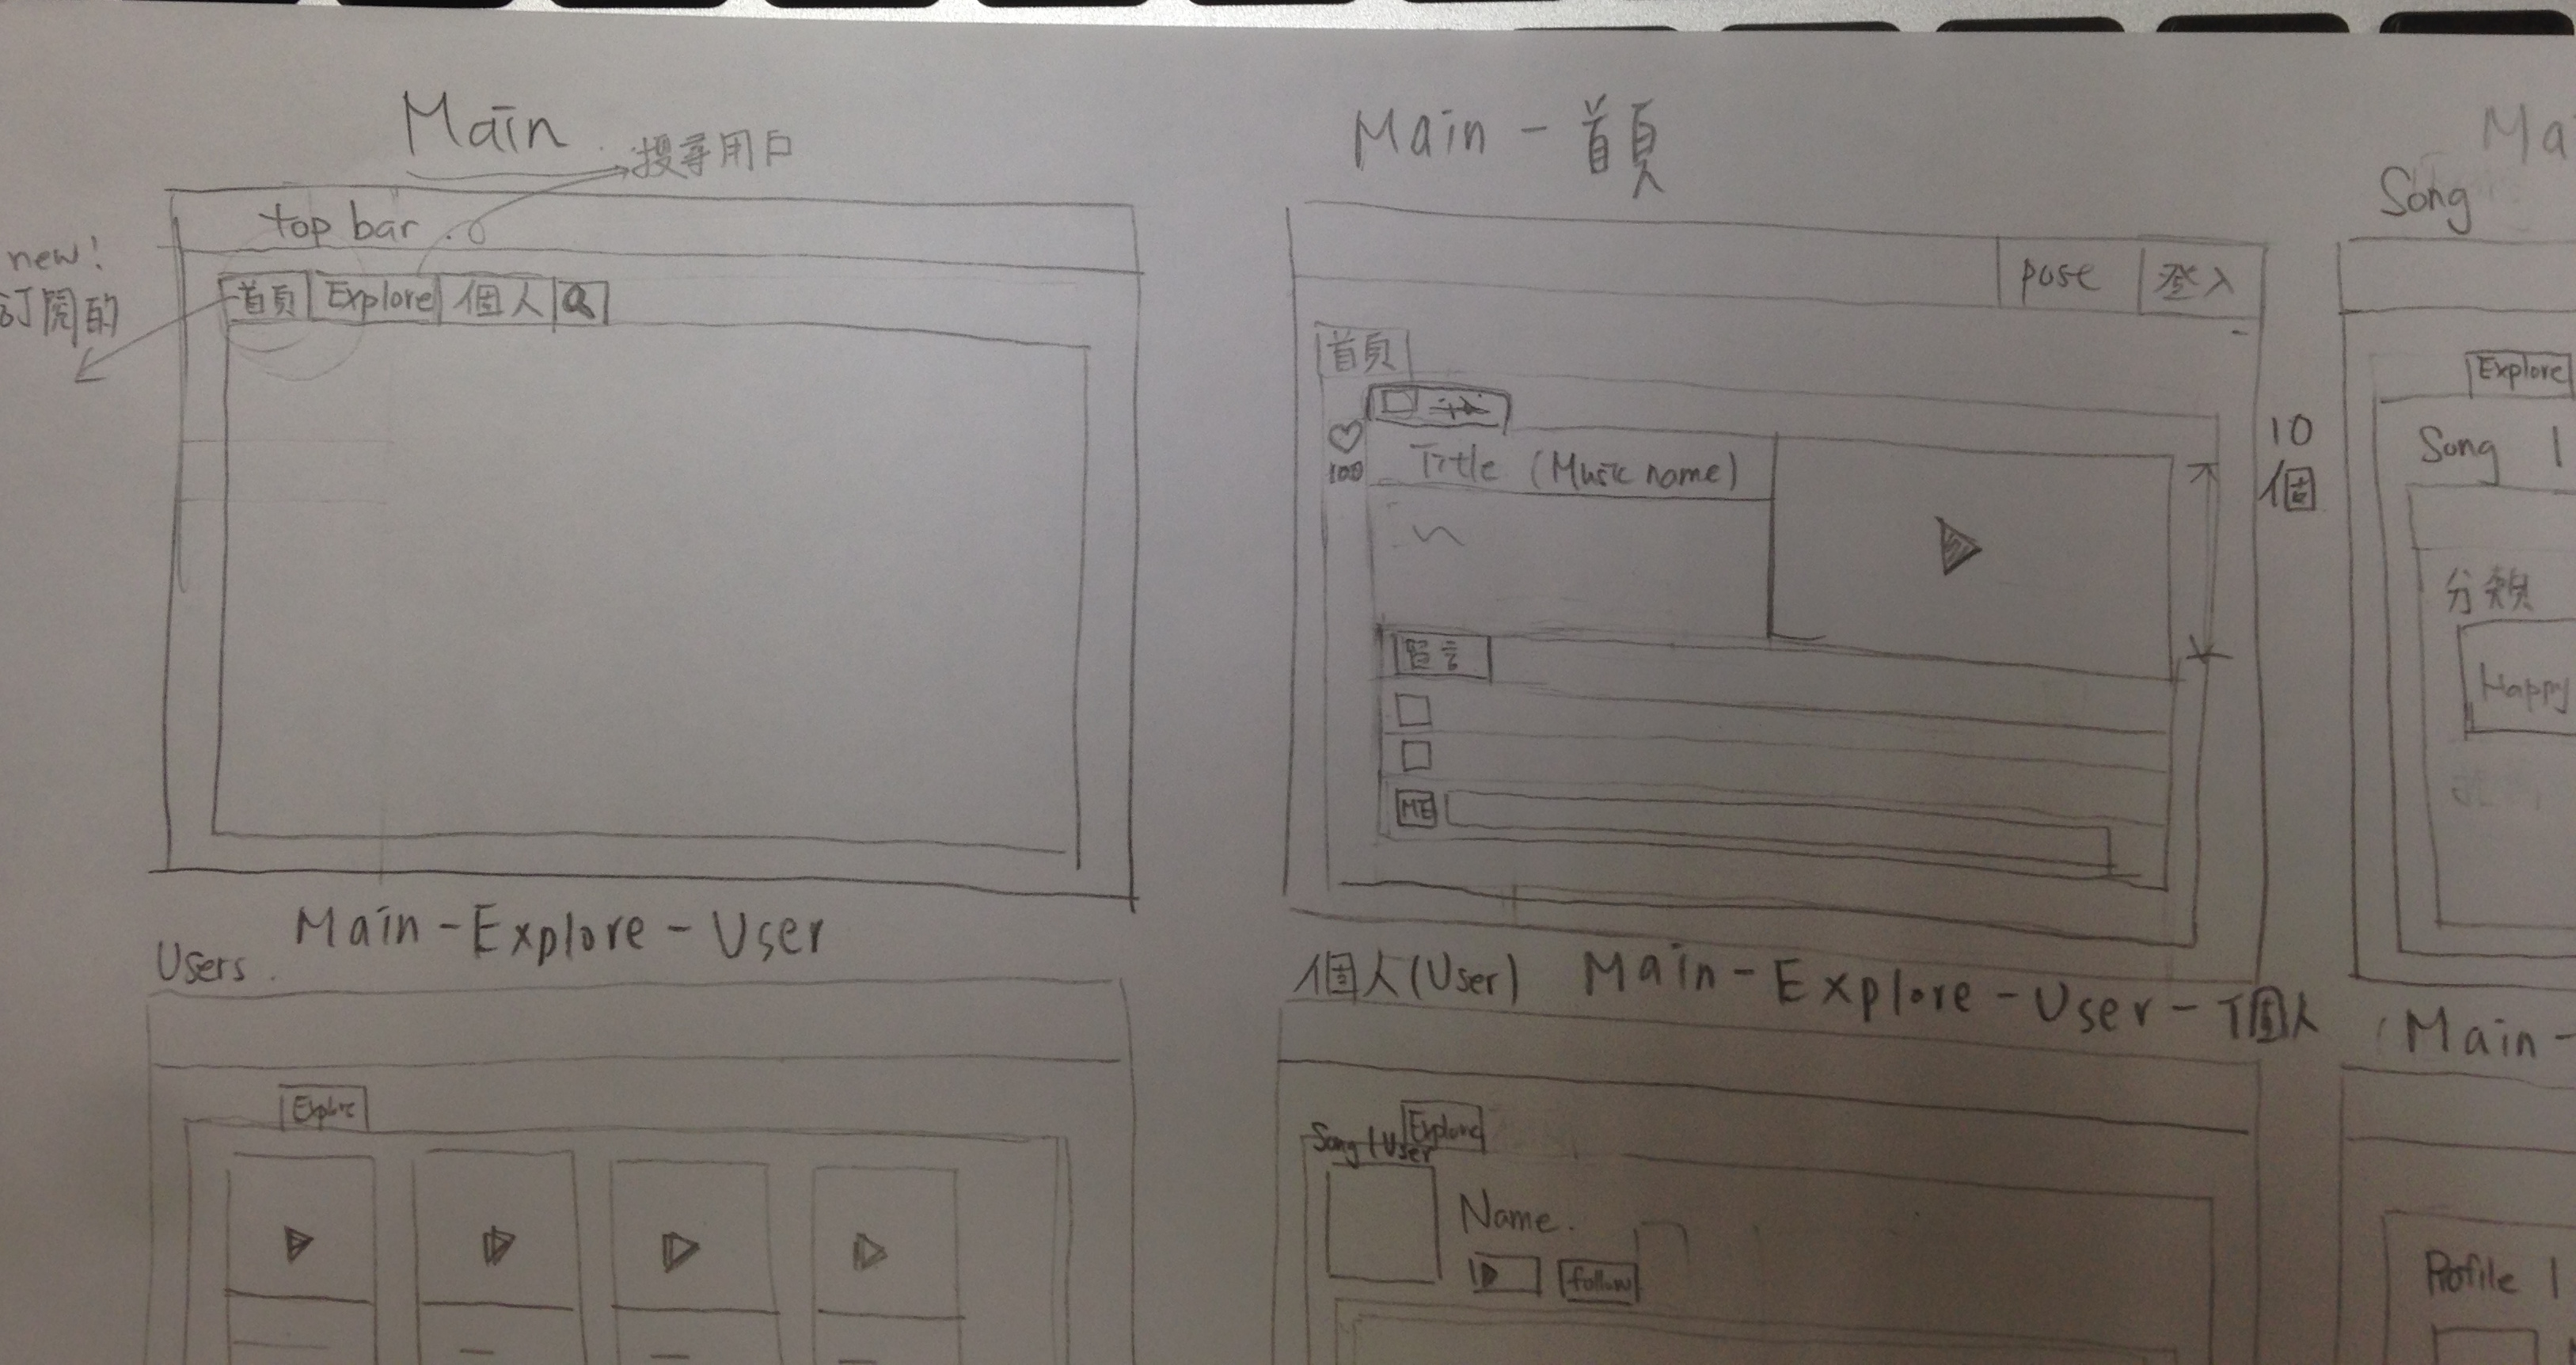 Main
搜尋用戶
top bar
new!
訂閱的
首頁 Explore 個人
Main - 首頁
post 登入
首頁
100
Title (Music name)
留言
ME
10
個
Ma
Song
Explore
Song |
分類
Happy
Main - Explore - User
Users.
Explore
個人(User) Main - Explore - User - 個人
Song / User Explore
Name.
follow
Main -
Profile |